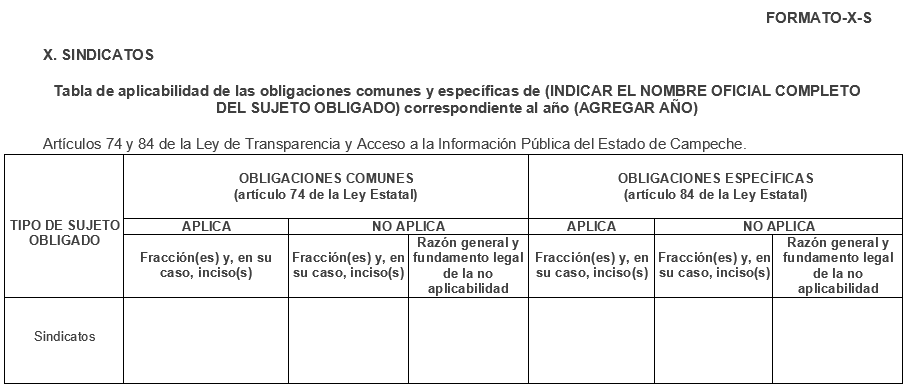 FORMATO-X-S
X. SINDICATOS
Tabla de aplicabilidad de las obligaciones comunes y específicas de (INDICAR EL NOMBRE OFICIAL COMPLETO
DEL SUJETO OBLIGADO) correspondiente al año (AGREGAR AÑO)
Artículos 74 y 84 de la Ley de Transparencia y Acceso a la Información Pública del Estado de Campeche.
TIPO DE SUJETO
OBLIGADO
OBLIGACIONES COMUNES
(artículo 74 de la Ley Estatal)
OBLIGACIONES ESPECÍFICAS
(artículo 84 de la Ley Estatal)
APLICA
NO APLICA
APLICA
NO APLICA
Fracción(es) y, en su
caso, inciso(s)
Fracción(es) y, en
su caso, inciso(s)
Razón general y
fundamento legal
de la no
aplicabilidad
Fracción(es) y, en
su caso, inciso(s)
Fracción(es) y, en
su caso, inciso(s)
Razón general y
fundamento legal
de la no
aplicabilidad
Sindicatos